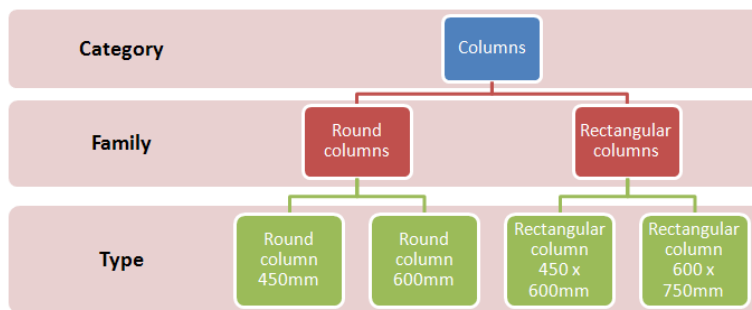 Category
Columns
Family
Round
columns
Rectangular
columns
Type
Round
column
450mm
Round
column
600mm
Rectangular
column
450 x
600mm
Rectangular
column
600 x
750mm